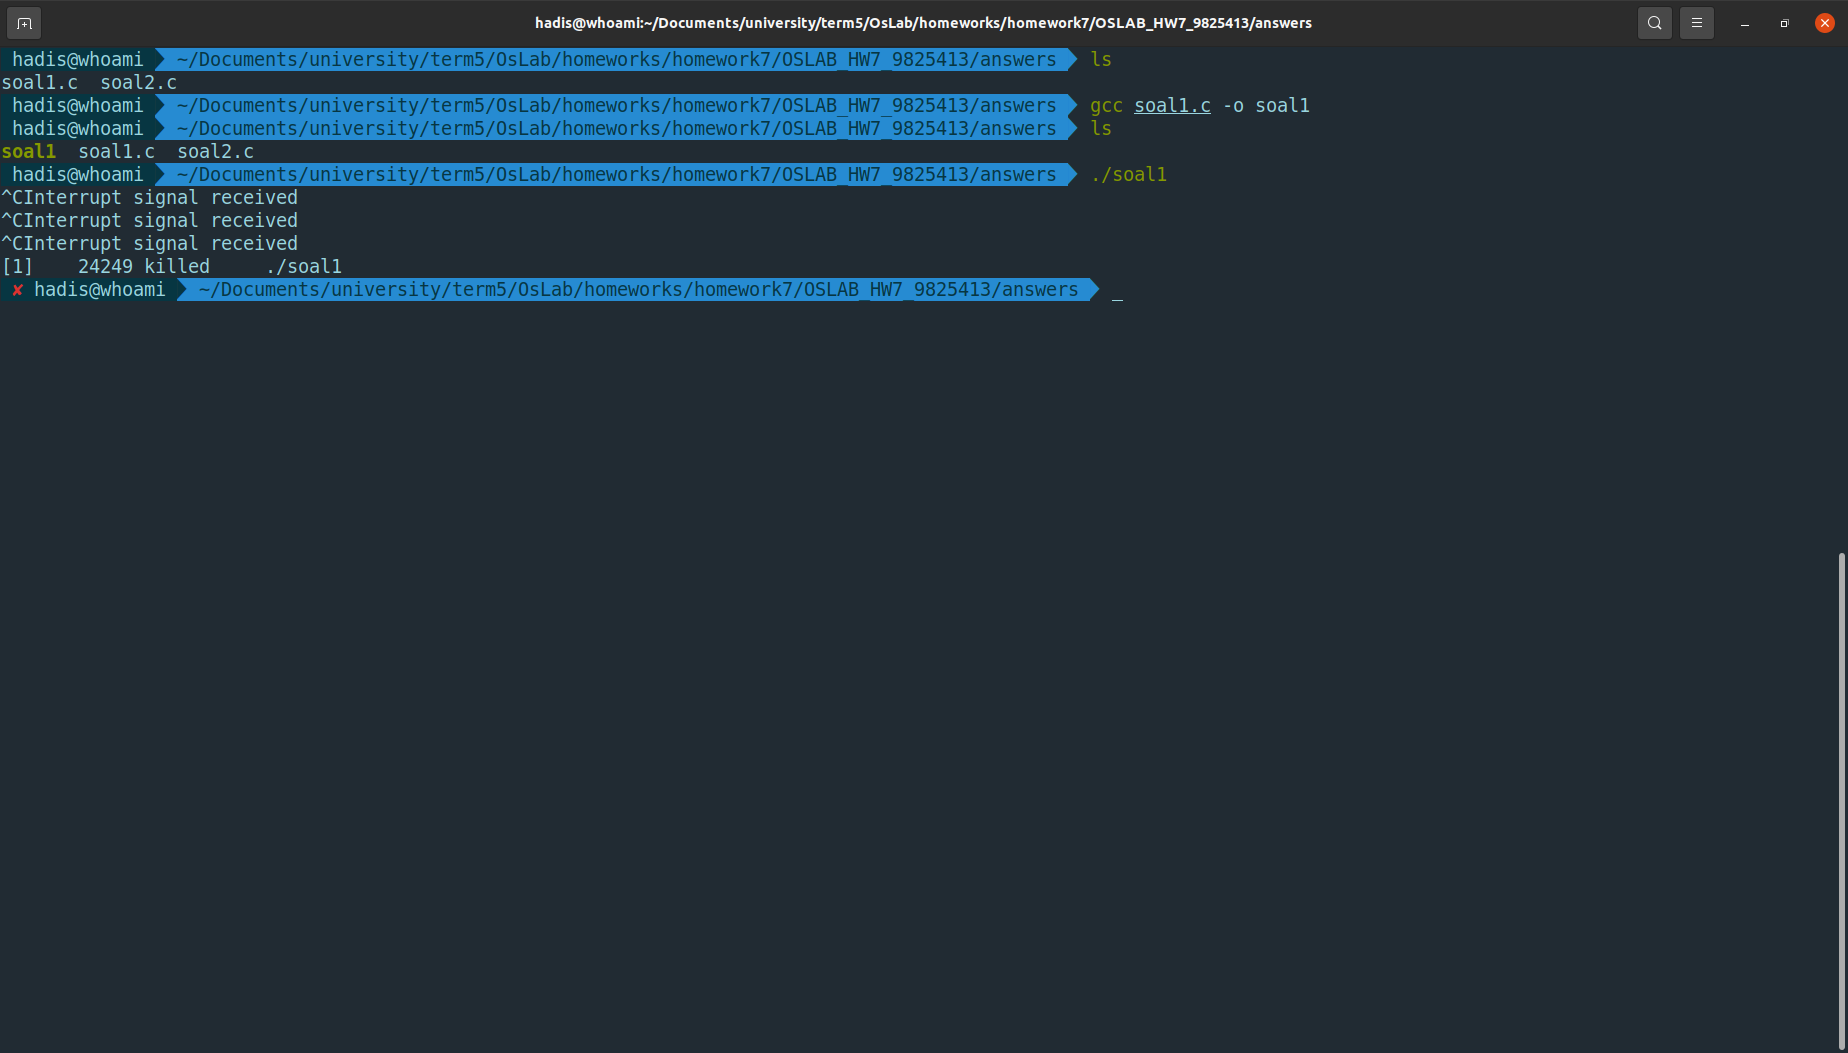 hadis@whoami:~/Documents/university/term5/OsLab/homeworks/homework7/OSLAB_HW7_9825413/answers
hadis@whoami ~/Documents/university/term5/OsLab/homeworks/homework7/OSLAB_HW7_9825413/answers ls
soal1.c  soal2.c
hadis@whoami ~/Documents/university/term5/OsLab/homeworks/homework7/OSLAB_HW7_9825413/answers gcc soal1.c -o soal1
hadis@whoami ~/Documents/university/term5/OsLab/homeworks/homework7/OSLAB_HW7_9825413/answers ls
soal1  soal1.c  soal2.c
hadis@whoami ~/Documents/university/term5/OsLab/homeworks/homework7/OSLAB_HW7_9825413/answers ./soal1
^CInterrupt signal received
^CInterrupt signal received
^CInterrupt signal received
[1]    24249 killed     ./soal1
✘ hadis@whoami ~/Documents/university/term5/OsLab/homeworks/homework7/OSLAB_HW7_9825413/answers _